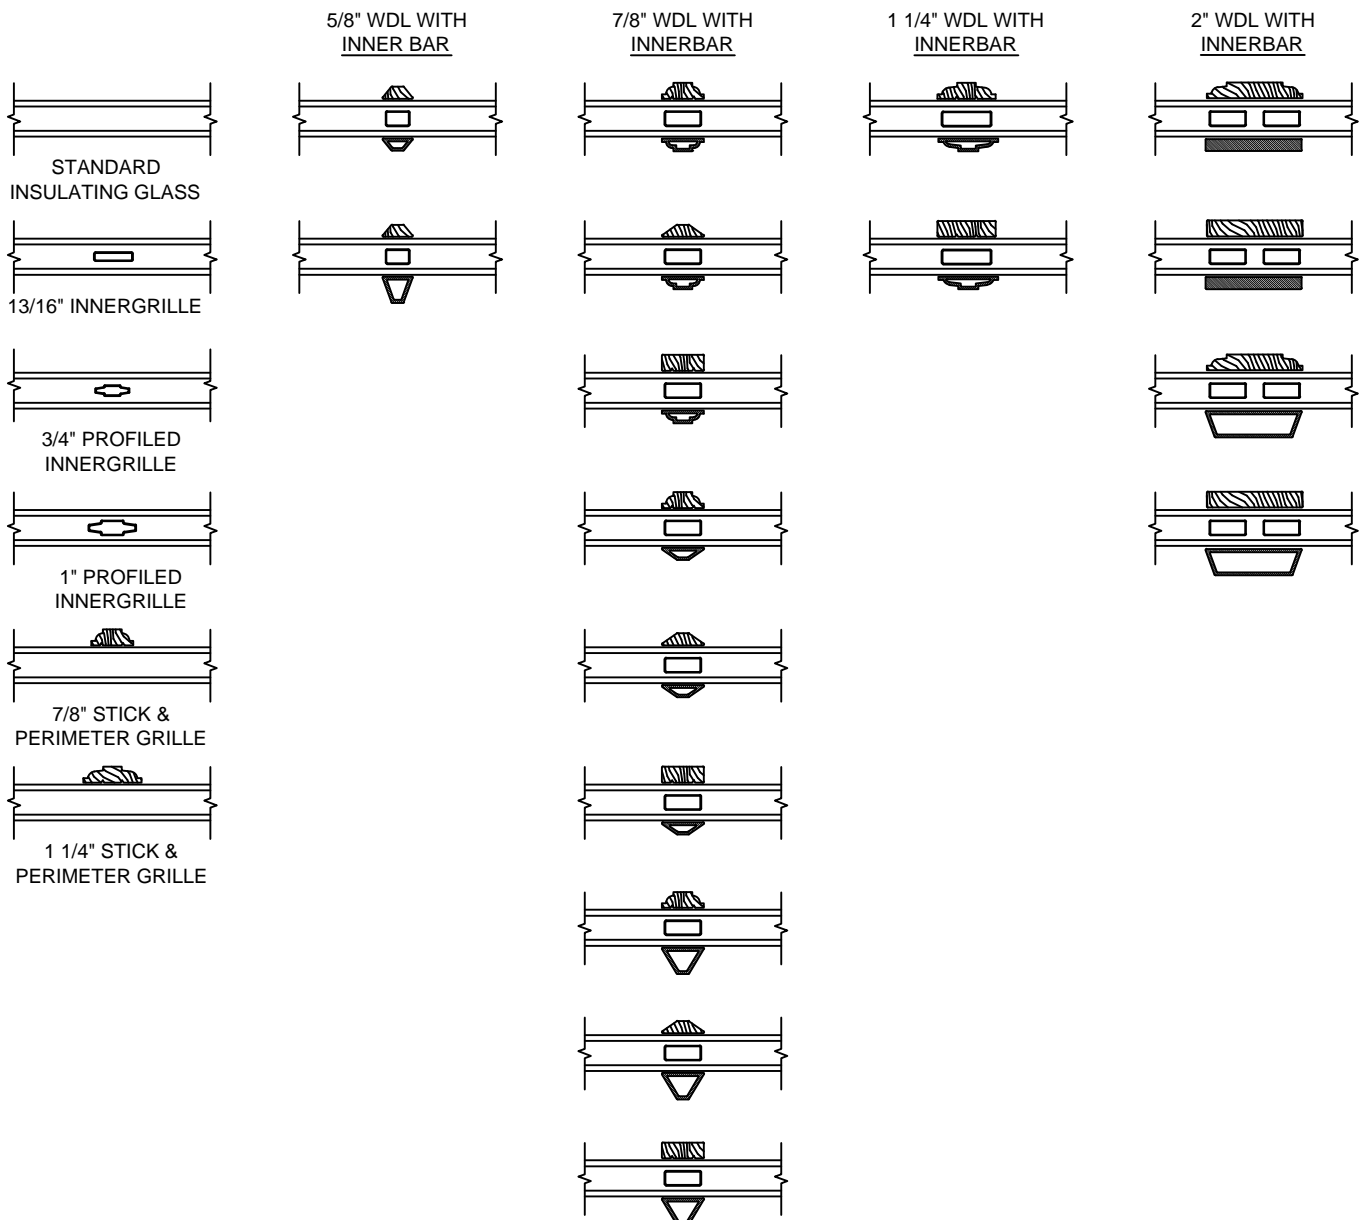 5/8" WDL WITH
INNER BAR
7/8" WDL WITH
INNERBAR
1 1/4" WDL WITH
INNERBAR
2" WDL WITH
INNERBAR
STANDARD
INSULATING GLASS
13/16" INNERGRILLE
3/4" PROFILED
INNERGRILLE
1" PROFILED
INNERGRILLE
7/8" STICK &
PERIMETER GRILLE
1 1/4" STICK &
PERIMETER GRILLE